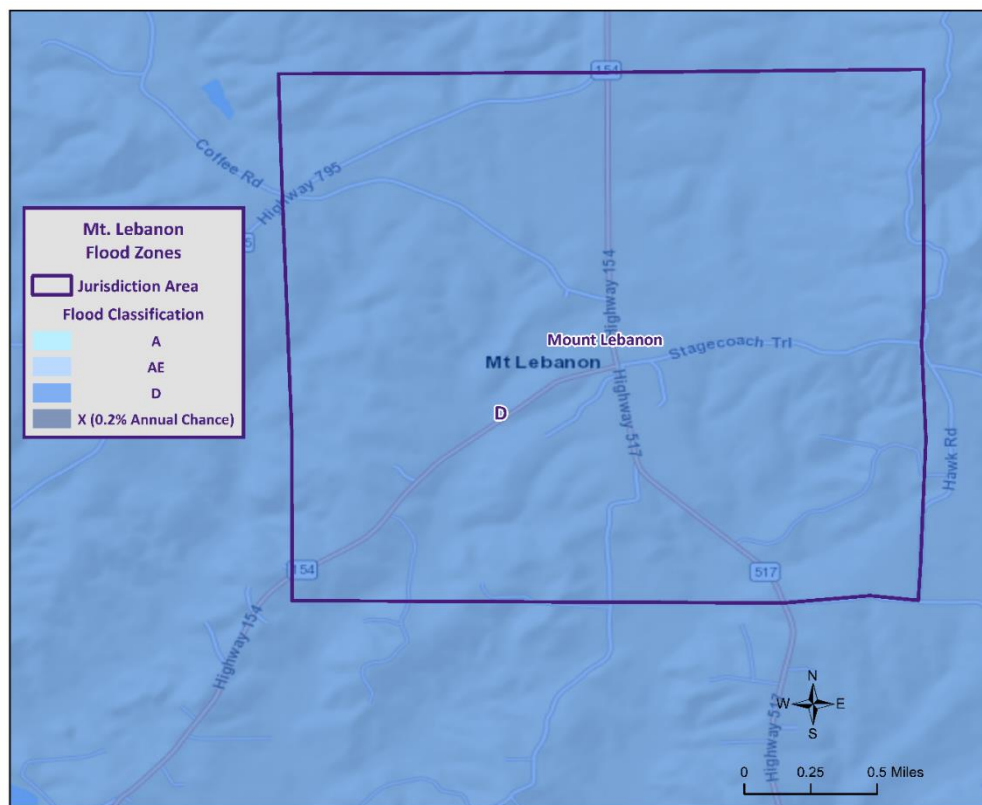 154
Coffee Rd
Highway 795
Mt. Lebanon
Flood Zones
Jurisdiction Area
Flood Classification
A
AE
D
X (0.2% Annual Chance)
5
Highway 154
Mount Lebanon
Mt Lebanon
Stagecoach Trl
D
Highway 517
Hawk Rd
154
517
Highway 154
Highway 517
N
W
E
S
0
0.25
0.5 Miles